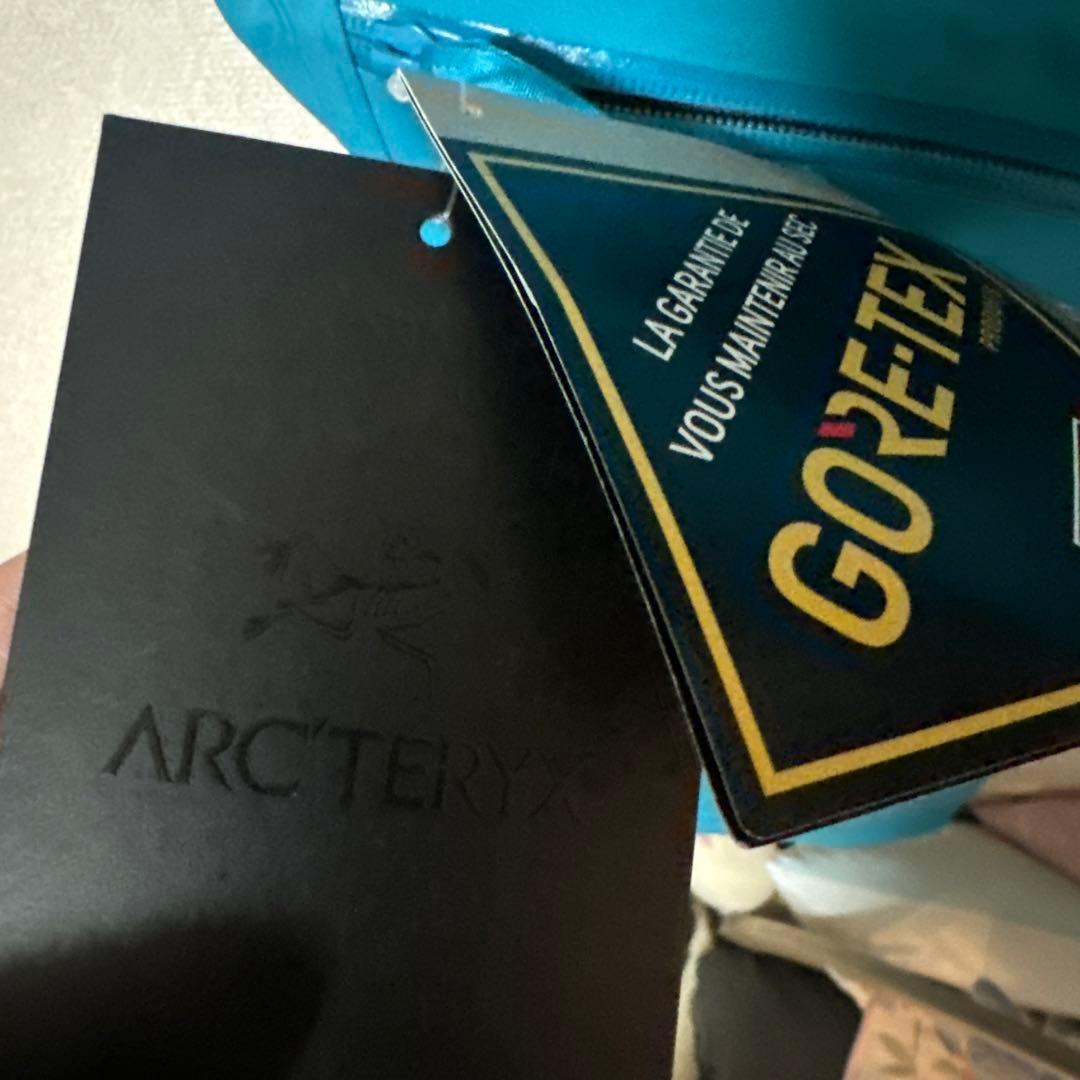 LA GARANTIE DE
VOUS MAINTENIR AU SEC
GORE-TEX
ARC'TERYX